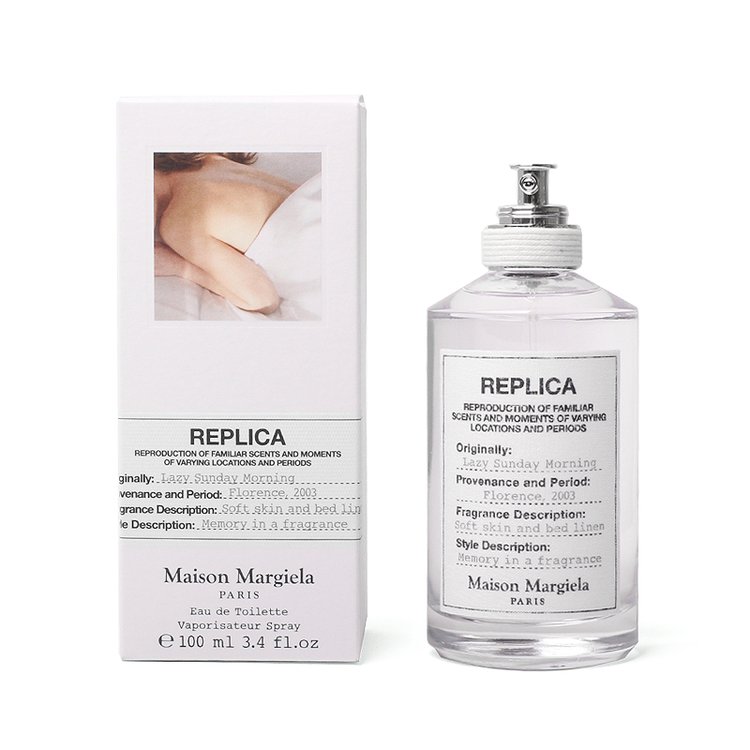 REPLICA
REPRODUCTION OF FAMILIAR SCENTS AND MOMENTS
OF VARYING LOCATIONS AND PERIODS
ginally: Lazy Sunday Morning
venance and Period: Florence, 2003
grance Description: Soft skin and bed lin
le Description: Memory in a fragrance
Maison Margiela
PARIS
Eau de Toilette
Vaporisateur Spray
℮ 100 ml 3.4 fl.oz
REPLICA
REPRODUCTION OF FAMILIAR
SCENTS AND MOMENTS OF VARYING
LOCATIONS AND PERIODS
Originally:
Lazy Sunday Morning
Provenance and Period:
Florence, 2003
Fragrance Description:
Soft skin and bed linen
Style Description:
Memory in a fragrance
Maison Margiela
PARIS